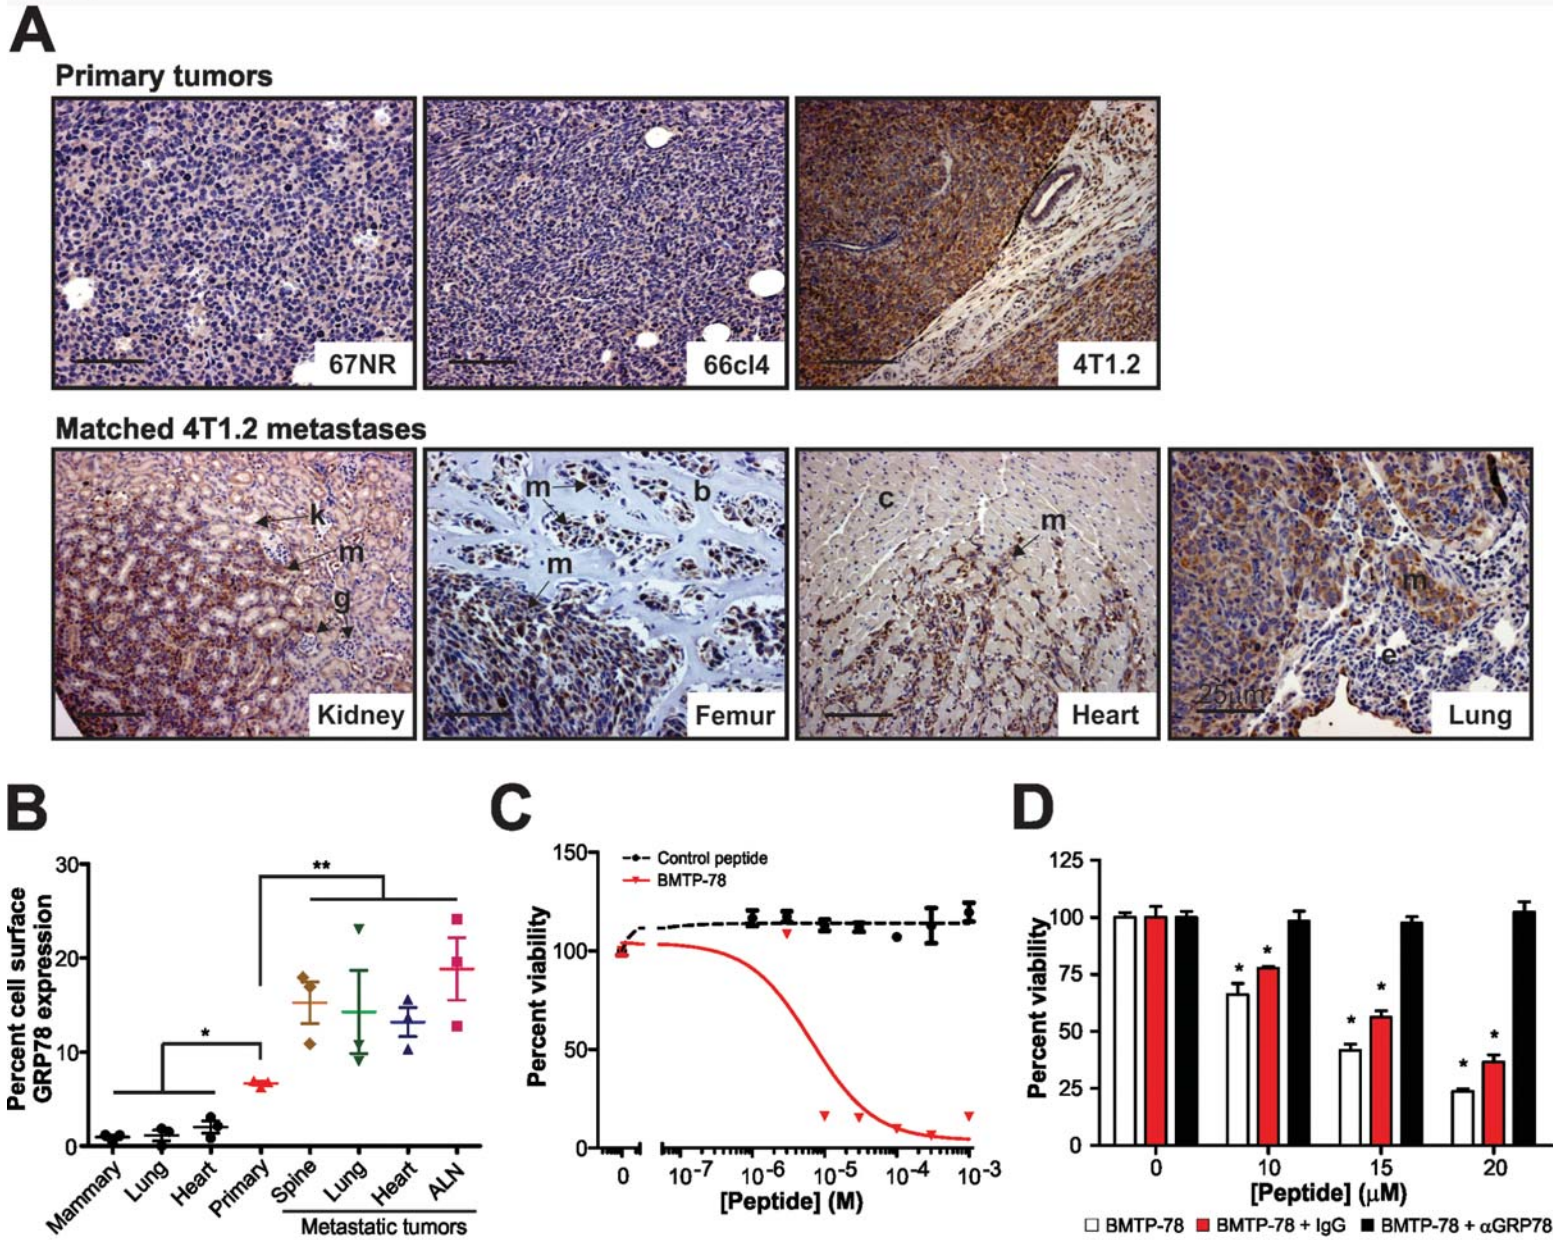 A
Primary tumors
67NR
66cl4
4T1.2
Matched 4T1.2 metastases
k
m
g
Kidney
m
b
m
Femur
c
m
Heart
m
e
25μm
Lung
B
Percent cell surface
GRP78 expression
30
20
10
0
**
*
Mammary
Lung
Heart
Primary
Spine
Lung
Heart
ALN
Metastatic tumors
C
Percent viability
150
100
50
0
Control peptide
BMTP-78
0 10-7 10-6 10-5 10-4 10-3
[Peptide] (M)
D
Percent viability
125
100
75
50
25
0
* *
* *
* *
0 10 15 20
[Peptide] (μM)
BMTP-78 BMTP-78 + IgG BMTP-78 + αGRP78